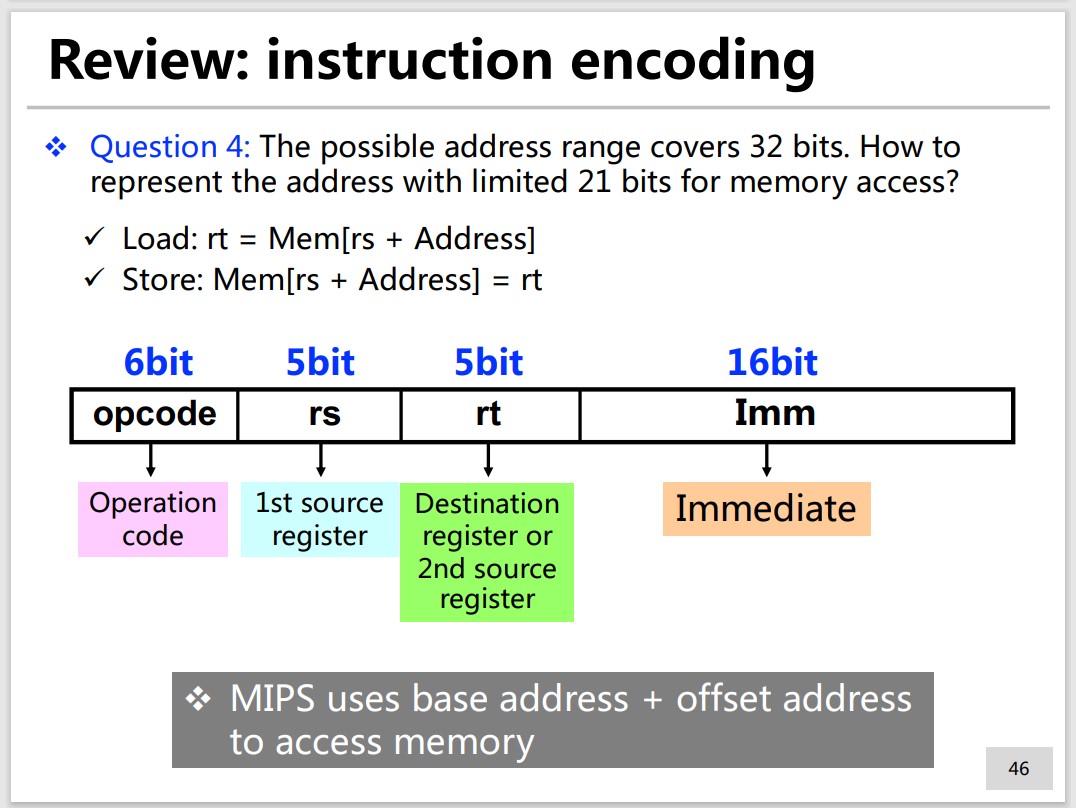 Review: instruction encoding
❖ Question 4: The possible address range covers 32 bits. How to
represent the address with limited 21 bits for memory access?
✓ Load: rt = Mem[rs + Address]
✓ Store: Mem[rs + Address] = rt
6bit 5bit 5bit 16bit
opcode rs rt Imm
Operation
code
1st source
register
Destination
register or
2nd source
register
Immediate
❖ MIPS uses base address + offset address
to access memory
46